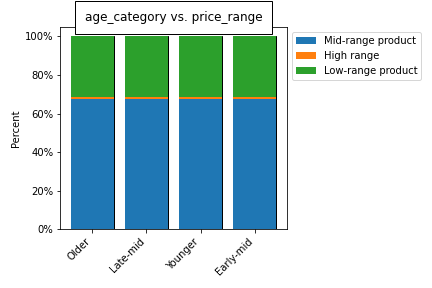 age_category vs. price_range
100%
80%
60%
40%
20%
0%
Percent
Older
Late-mid
Younger
Early-mid
Mid-range product
High range
Low-range product